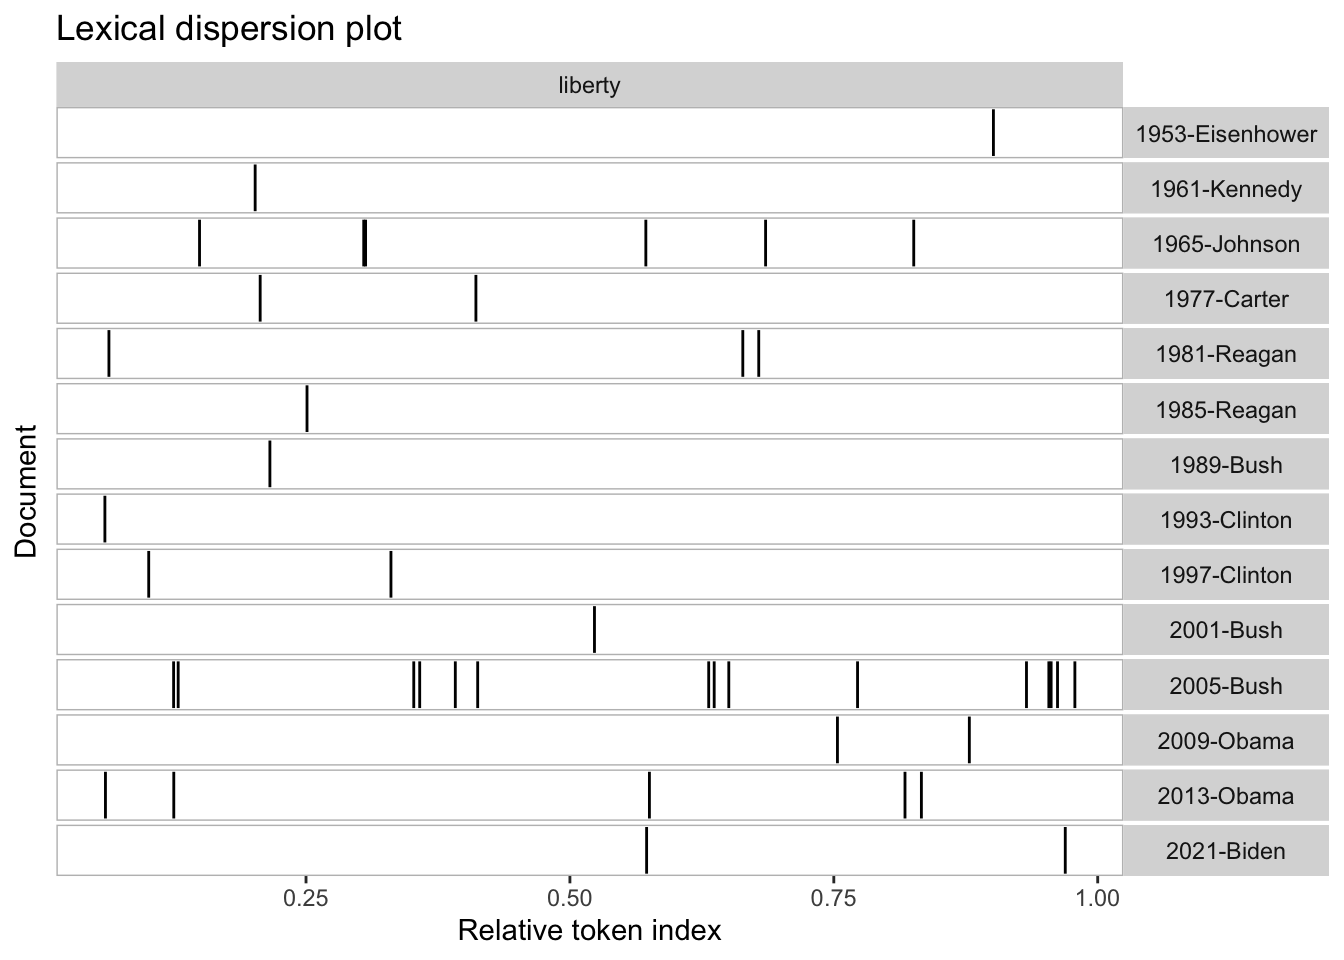 Lexical dispersion plot
liberty
1953-Eisenhower
1961-Kennedy
1965-Johnson
1977-Carter
1981-Reagan
1985-Reagan
1989-Bush
1993-Clinton
1997-Clinton
2001-Bush
2005-Bush
2009-Obama
2013-Obama
2021-Biden
Document
0.25 0.50 0.75 1.00
Relative token index